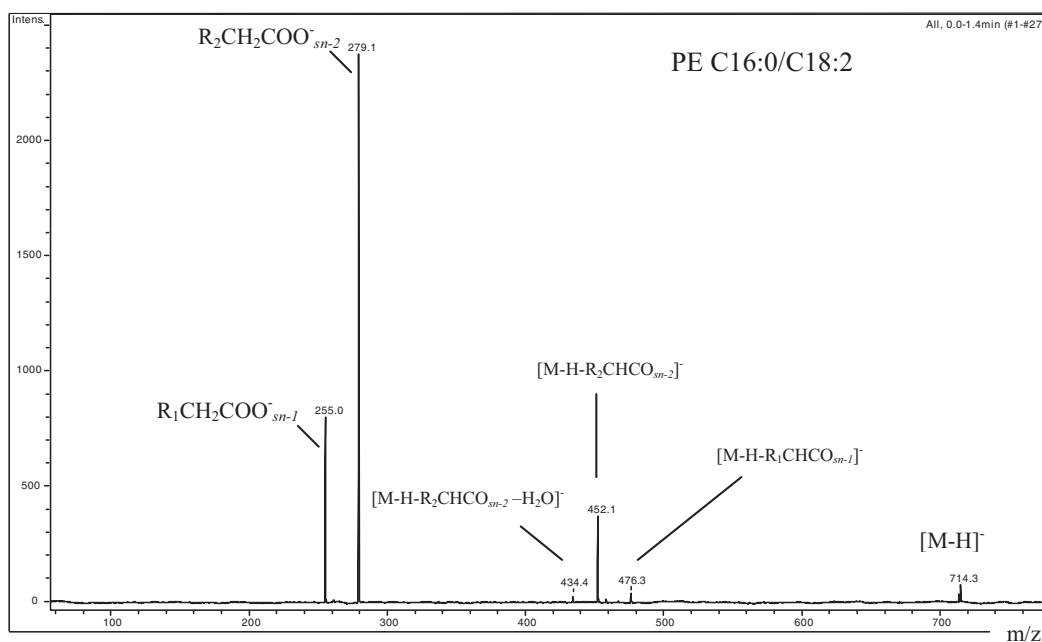 Intens.
All, 0.0-1.4min (#1-#27
R₂CH₂COO⁻sn-2
279.1
PE C16:0/C18:2
2000
1500
[M-H-R₂CHCOsn-2]⁻
1000
R₁CH₂COO⁻sn-1
255.0
[M-H-R₁CHCOsn-1]⁻
[M-H-R₂CHCOsn-2 –H₂O]⁻
500
452.1
[M-H]⁻
434.4
476.3
714.3
0
100
200
300
400
500
600
700
m/z